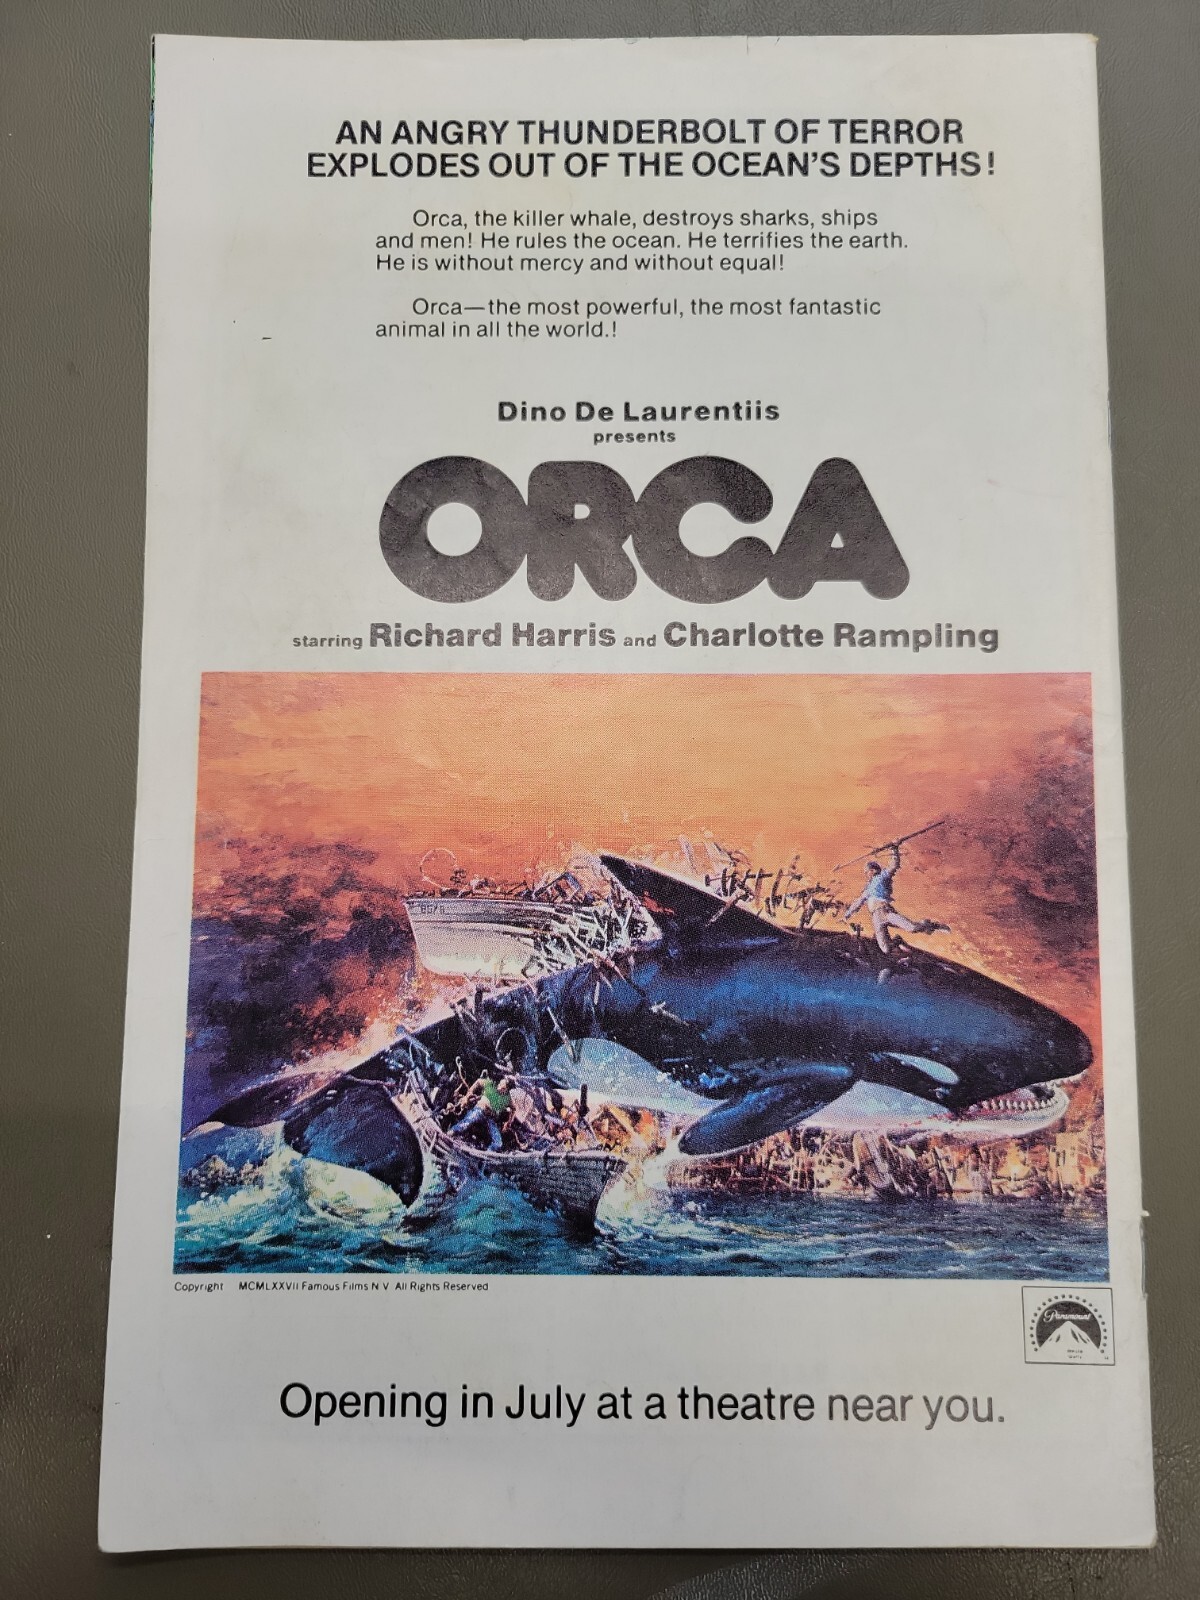 AN ANGRY THUNDERBOLT OF TERROR
EXPLODES OUT OF THE OCEAN'S DEPTHS!
Orca, the killer whale, destroys sharks, ships
and men! He rules the ocean. He terrifies the earth.
He is without mercy and without equal!
Orca—the most powerful, the most fantastic
animal in all the world.!
Dino De Laurentiis
presents
ORCA
starring Richard Harris and Charlotte Rampling
Copyright MCMLXXVII Famous Films N V All Rights Reserved
Paramount
Opening in July at a theatre near you.